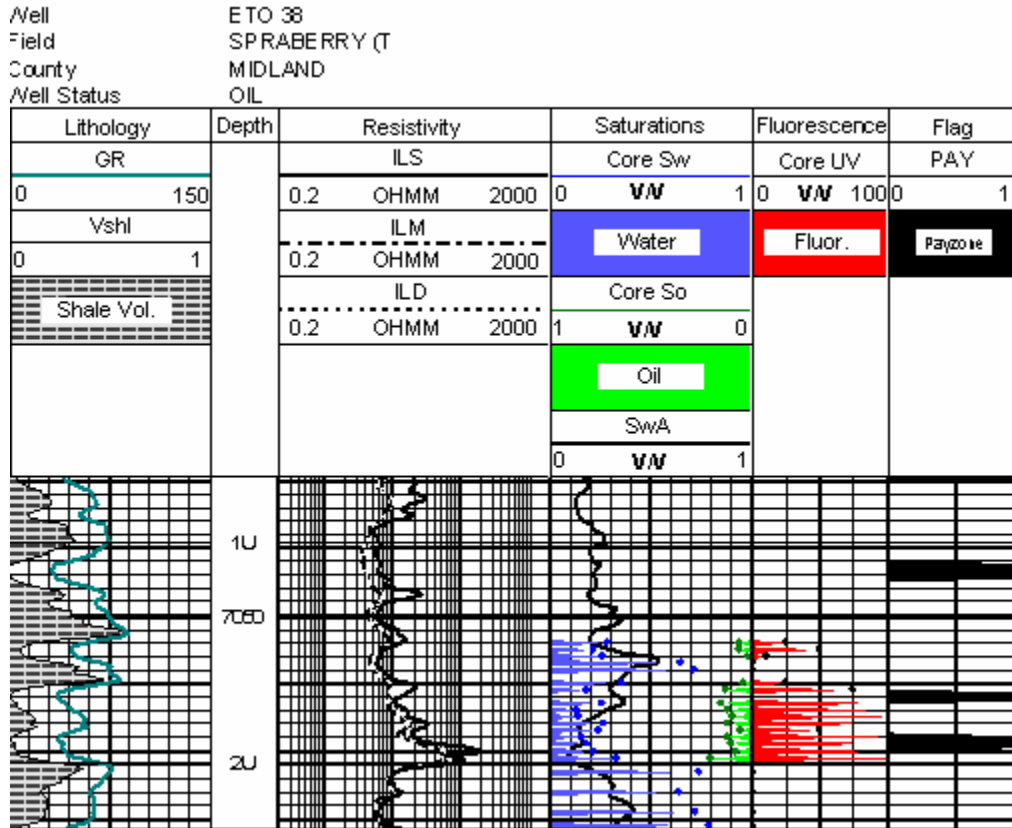 Well ETO 38
Field SPRABERRY (T
County MIDLAND
Well Status OIL
Lithology Depth Resistivity Saturations Fluorescence Flag
GR ILS Core Sw Core UV PAY
0 150 0.2 OHMM 2000 0 V/V 1 0 V/V 100 0 1
Vshl ILM Water Fluor. Payzone
0 1 0.2 OHMM 2000
Shale Vol. ILD Core So
0.2 OHMM 2000 1 V/V 0
Oil
SwA
0 V/V 1
1U
7050
2U